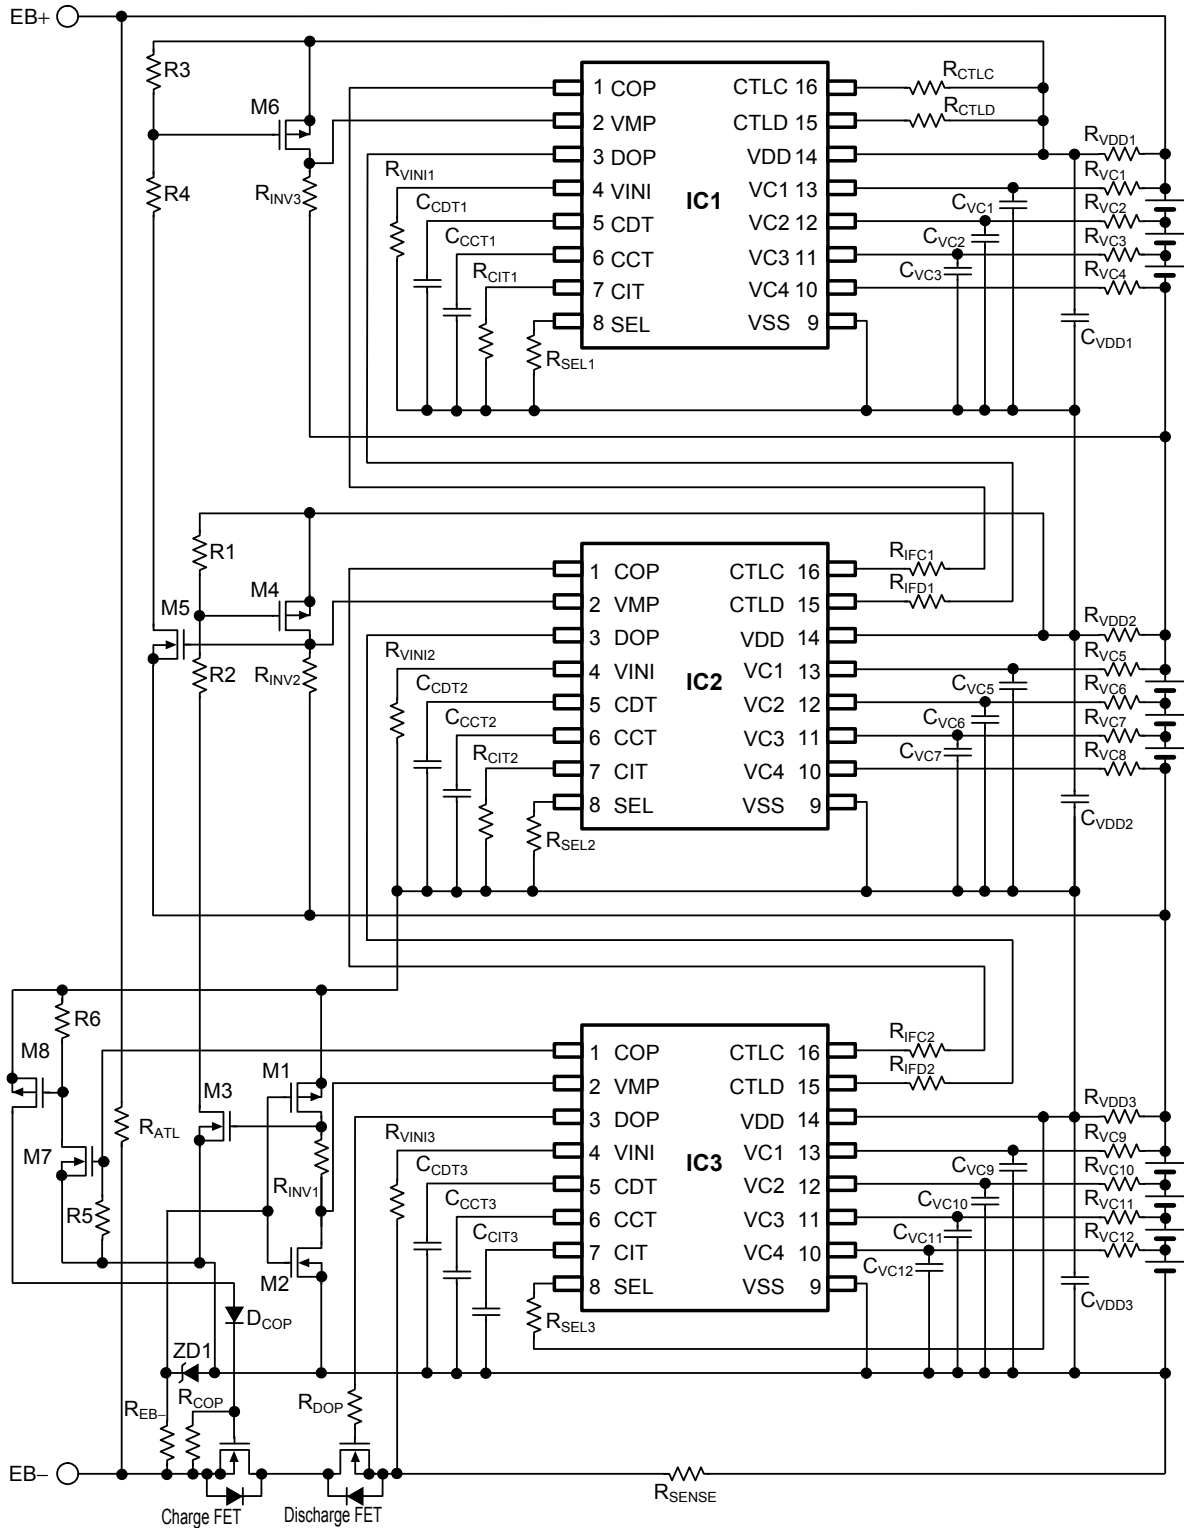 EB+
R3
M6
R4
RINV3
1 COP
2 VMP
3 DOP
4 VINI
5 CDT
6 CCT
7 CIT
8 SEL
IC1
CTLC 16
CTLD 15
VDD 14
VC1 13
VC2 12
VC3 11
VC4 10
VSS 9
RVINI1
CCDT1
CCCT1
RCIT1
RSEL1
RCTLC
RCTLD
RVDD1
RVC1
RVC2
RVC3
RVC4
CVC1
CVC2
CVC3
CVDD1
R1
M4
M5
R2
RINV2
1 COP
2 VMP
3 DOP
4 VINI
5 CDT
6 CCT
7 CIT
8 SEL
IC2
CTLC 16
CTLD 15
VDD 14
VC1 13
VC2 12
VC3 11
VC4 10
VSS 9
RVINI2
CCDT2
CCCT2
RCIT2
RSEL2
RIFC1
RIFD1
RVDD2
RVC5
RVC6
RVC7
RVC8
CVC5
CVC6
CVC7
CVDD2
R6
M8
M1
M3
RATL
M7
RINV1
R5
M2
DCOP
ZD1
1 COP
2 VMP
3 DOP
4 VINI
5 CDT
6 CCT
7 CIT
8 SEL
IC3
CTLC 16
CTLD 15
VDD 14
VC1 13
VC2 12
VC3 11
VC4 10
VSS 9
RVINI3
CCDT3
CCCT3
CCIT3
RSEL3
RIFC2
RIFD2
RVDD3
RVC9
RVC10
RVC11
RVC12
CVC9
CVC10
CVC11
CVC12
CVDD3
REB−
RCOP
RDOP
EB−
RSENSE
Charge FET
Discharge FET